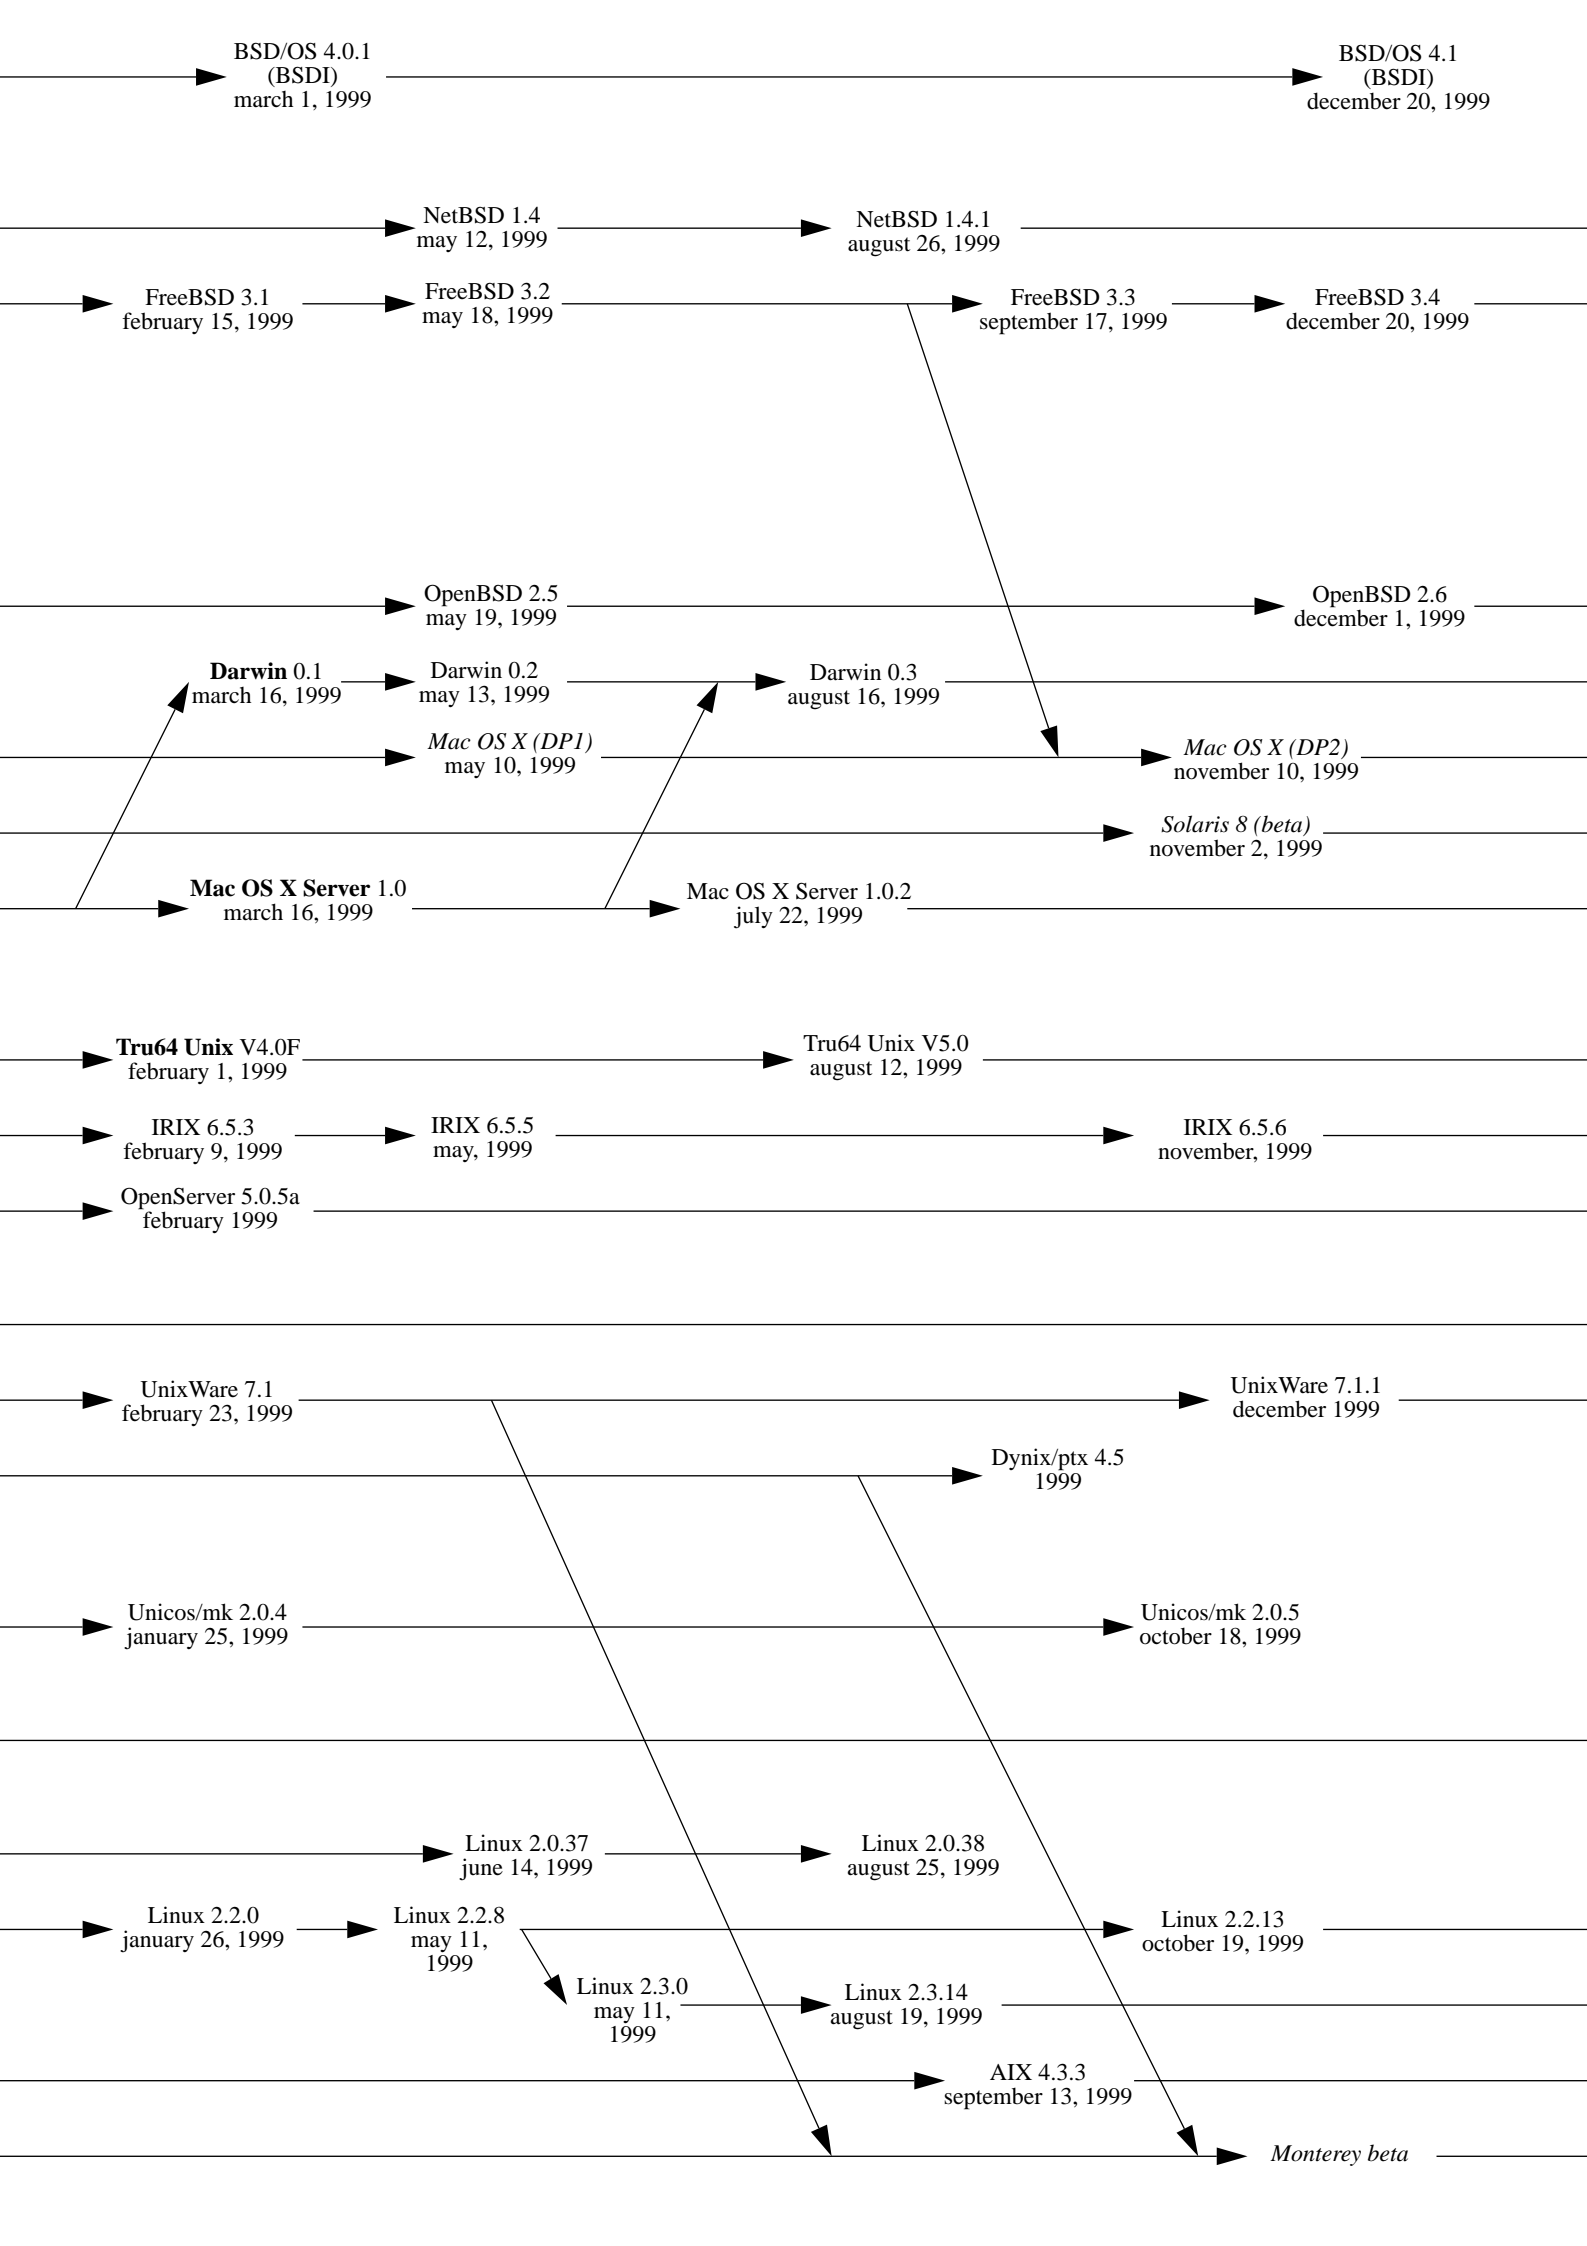 BSD/OS 4.0.1
(BSDI)
march 1, 1999
BSD/OS 4.1
(BSDI)
december 20, 1999
NetBSD 1.4
may 12, 1999
NetBSD 1.4.1
august 26, 1999
FreeBSD 3.1
february 15, 1999
FreeBSD 3.2
may 18, 1999
FreeBSD 3.3
september 17, 1999
FreeBSD 3.4
december 20, 1999
OpenBSD 2.5
may 19, 1999
OpenBSD 2.6
december 1, 1999
Darwin 0.1
march 16, 1999
Darwin 0.2
may 13, 1999
Darwin 0.3
august 16, 1999
Mac OS X (DP1)
may 10, 1999
Mac OS X (DP2)
november 10, 1999
Solaris 8 (beta)
november 2, 1999
Mac OS X Server 1.0
march 16, 1999
Mac OS X Server 1.0.2
july 22, 1999
Tru64 Unix V4.0F
february 1, 1999
Tru64 Unix V5.0
august 12, 1999
IRIX 6.5.3
february 9, 1999
IRIX 6.5.5
may, 1999
IRIX 6.5.6
november, 1999
OpenServer 5.0.5a
february 1999
UnixWare 7.1
february 23, 1999
UnixWare 7.1.1
december 1999
Dynix/ptx 4.5
1999
Unicos/mk 2.0.4
january 25, 1999
Unicos/mk 2.0.5
october 18, 1999
Linux 2.0.37
june 14, 1999
Linux 2.0.38
august 25, 1999
Linux 2.2.0
january 26, 1999
Linux 2.2.8
may 11,
1999
Linux 2.2.13
october 19, 1999
Linux 2.3.0
may 11,
1999
Linux 2.3.14
august 19, 1999
AIX 4.3.3
september 13, 1999
Monterey beta